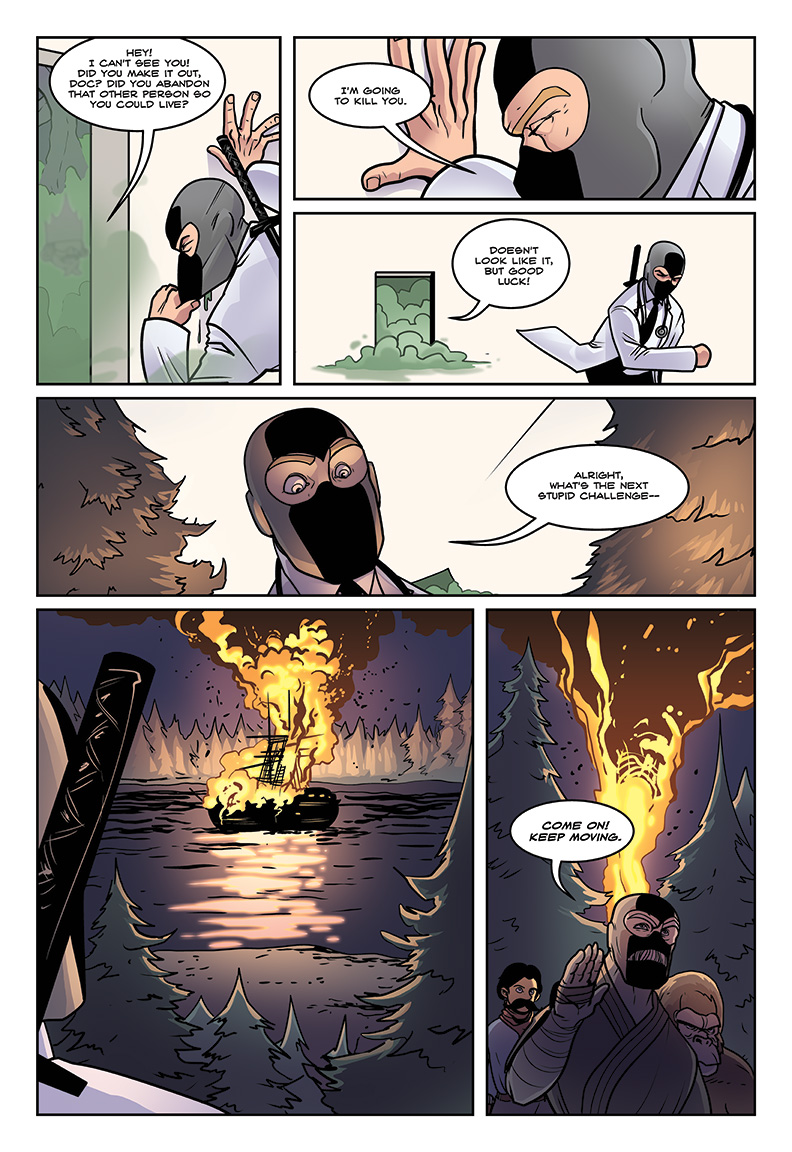 HEY!
I CAN'T SEE YOU!
DID YOU MAKE IT OUT,
DOC? DID YOU ABANDON
THAT OTHER PERSON SO
YOU COULD LIVE?
I'M GOING
TO KILL YOU.
DOESN'T
LOOK LIKE IT,
BUT GOOD
LUCK!
ALRIGHT,
WHAT'S THE NEXT
STUPID CHALLENGE--
COME ON!
KEEP MOVING.